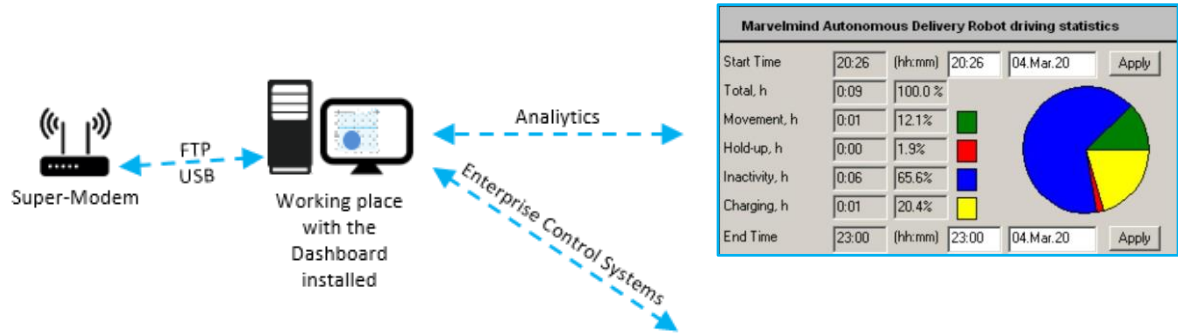 Super-Modem
FTP
USB
Working place
with the
Dashboard
installed
Analiytics
Enterprise Control Systems
Marvelmind Autonomous Delivery Robot driving statistics
Start Time 20:26 (hh:mm) 20:26 04.Mar.20 Apply
Total, h 0:09 100.0 %
Movement, h 0:01 12.1%
Hold-up, h 0:00 1.9%
Inactivity, h 0:06 65.6%
Charging, h 0:01 20.4%
End Time 23:00 (hh:mm) 23:00 04.Mar.20 Apply